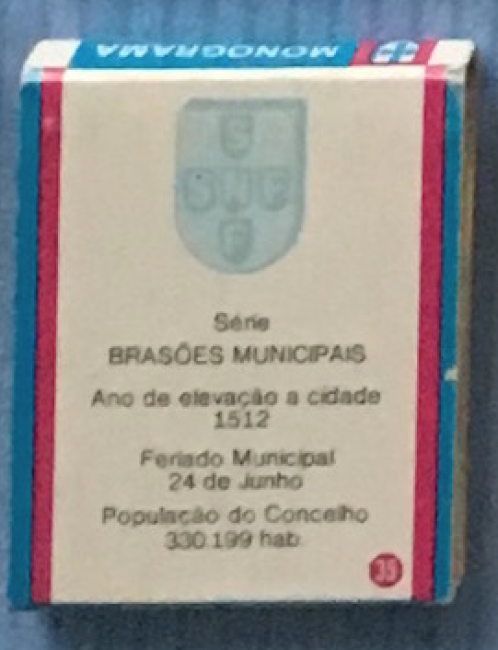 MONOGRAMA
S
SNF
F
Série
BRASÕES MUNICIPAIS
Ano de elevação a cidade
1512
Feriado Municipal
24 de Junho
População do Concelho
330 199 hab.
35